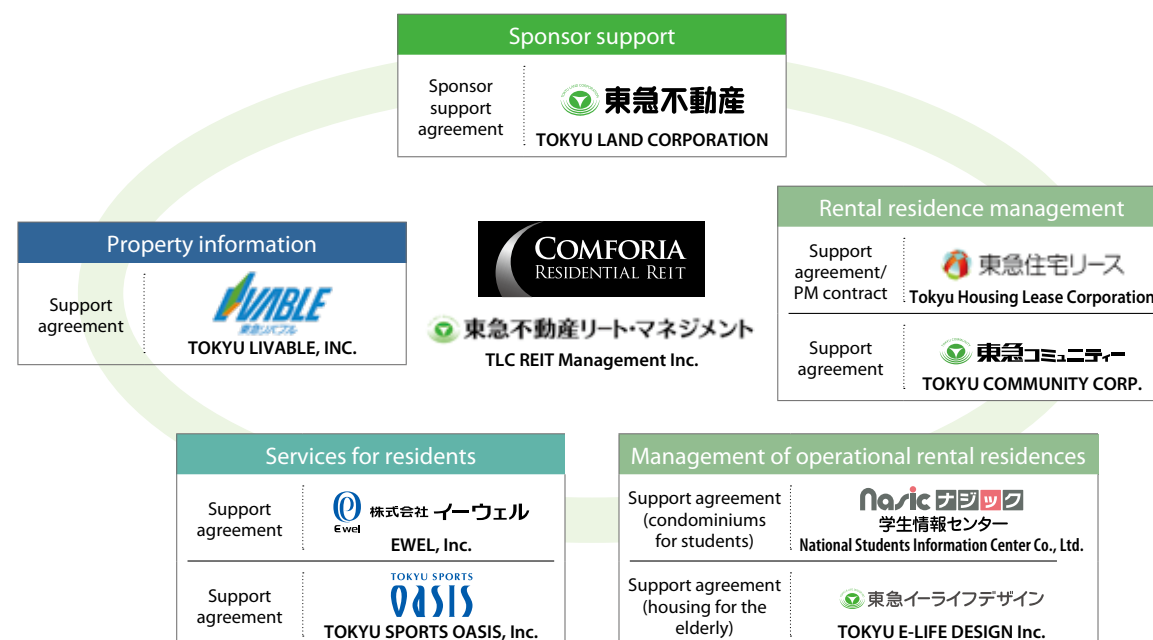 Sponsor support
Sponsor
support
agreement
東急不動産
TOKYU LAND CORPORATION
Property information
Support
agreement
LIVABLE
東急リバブル
TOKYU LIVABLE, INC.
COMFORIA
RESIDENTIAL REIT
東急不動産リート・マネジメント
TLC REIT Management Inc.
Rental residence management
Support
agreement/
PM contract
東急住宅リース
Tokyu Housing Lease Corporation
Support
agreement
東急コミュニティー
TOKYU COMMUNITY CORP.
Services for residents
Support
agreement
Ewel
株式会社 イーウェル
EWEL, Inc.
Support
agreement
TOKYU SPORTS
OASIS
TOKYU SPORTS OASIS, Inc.
Management of operational rental residences
Support agreement
(condominiums
for students)
Nasic ナジック
学生情報センター
National Students Information Center Co., Ltd.
Support agreement
(housing for the
elderly)
東急イーライフデザイン
TOKYU E-LIFE DESIGN Inc.